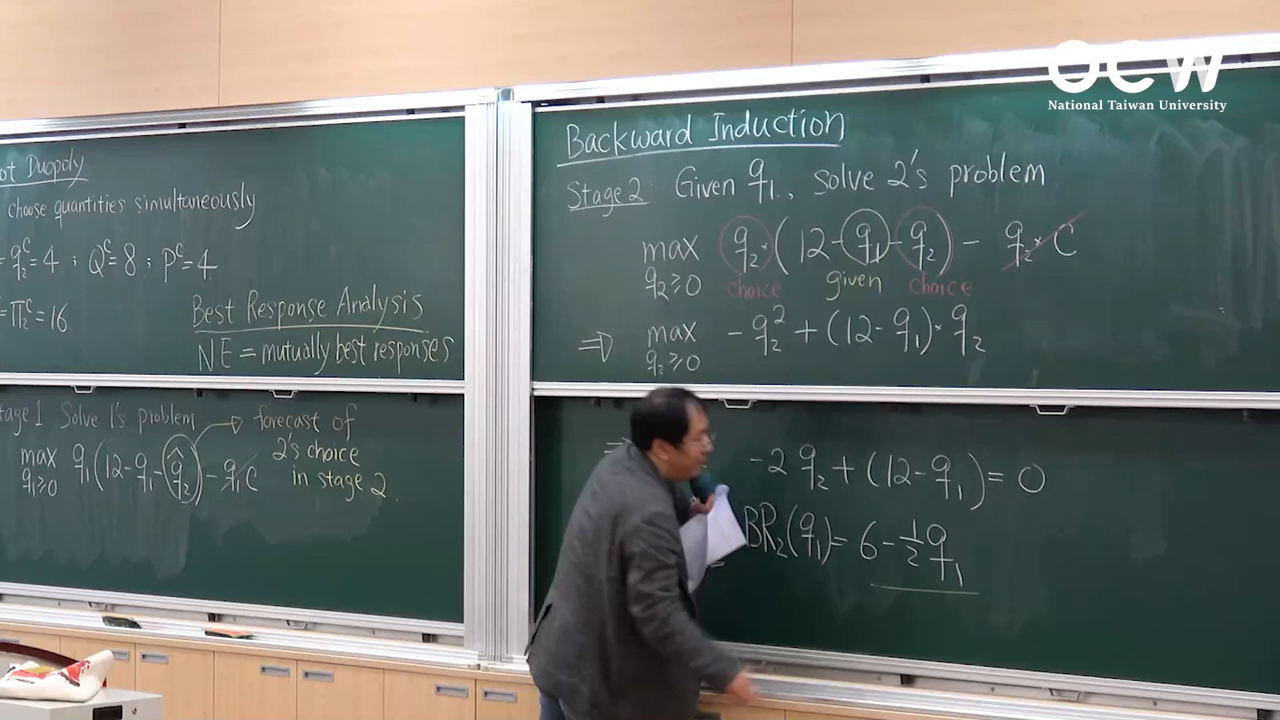 OCW
National Taiwan University
ot Duopoly
choose quantities simultaneously
= q₂ᶜ = 4 ; Qᶜ = 8 ; Pᶜ = 4
= Π₂ᶜ = 16
Best Response Analysis
NE = mutually best responses
tage 1 Solve 1's problem → forecast of
2's choice
in stage 2.
max q₁(12 - q₁ - q̂₂) - q₁C
q₁≥0
Backward Induction
Stage 2: Given q₁, solve 2's problem
max q₂·(12 - q₁ - q₂) - q₂·C
q₂≥0
choice given choice
⇒ max -q₂² + (12 - q₁)·q₂
q₂≥0
-2q₂ + (12 - q₁) = 0
BR₂(q₁) = 6 - ½q₁